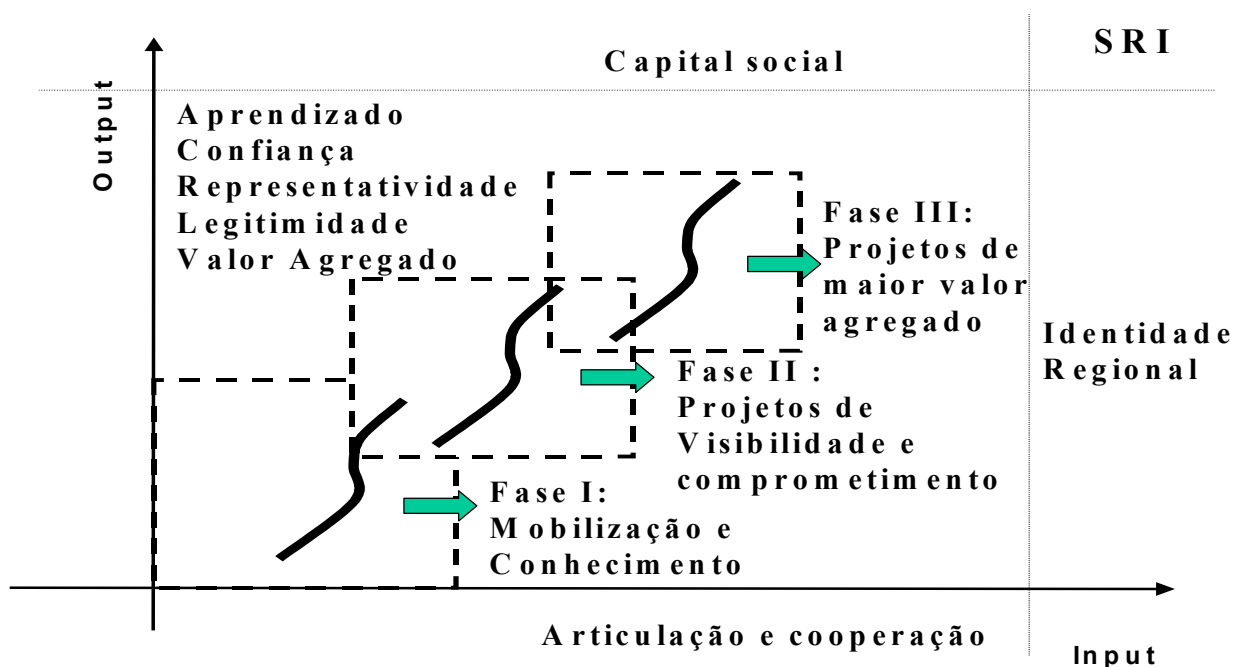 SRI
Capital social
Output
Aprendizado
Confiança
Representatividade
Legitimidade
Valor Agregado
Fase III:
Projetos de
maior valor
agregado
Identidade
Regional
Fase II :
Projetos de
Visibilidade e
comprometimento
Fase I:
Mobilização e
Conhecimento
Articulação e cooperação
Input